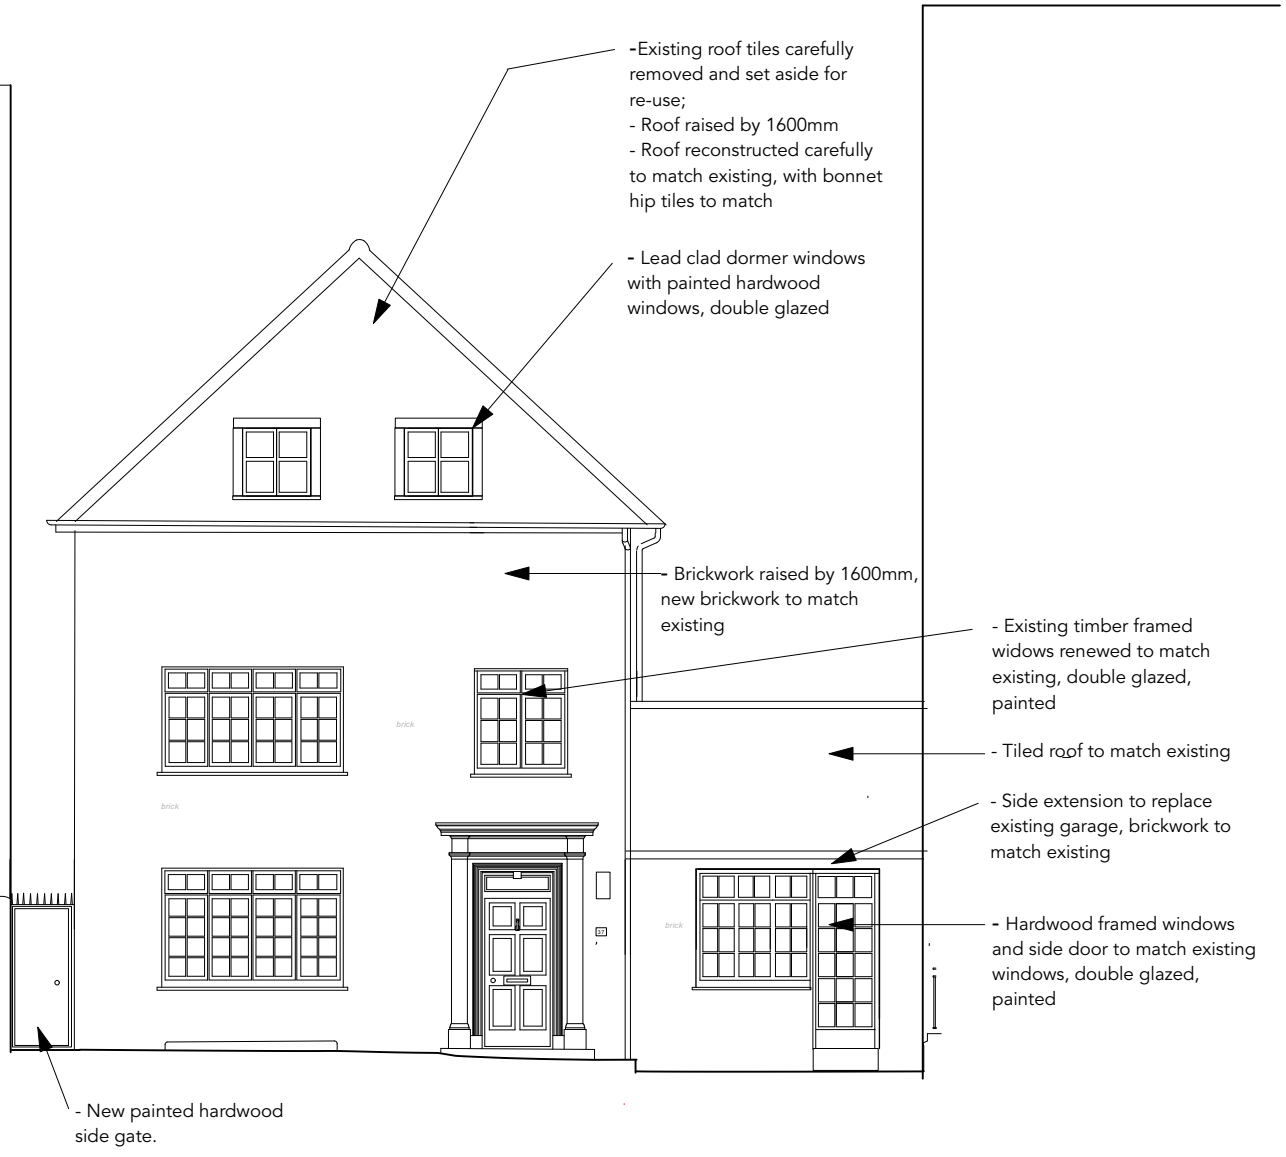 -Existing roof tiles carefully
removed and set aside for
re-use;
- Roof raised by 1600mm
- Roof reconstructed carefully
to match existing, with bonnet
hip tiles to match
- Lead clad dormer windows
with painted hardwood
windows, double glazed
- Brickwork raised by 1600mm,
new brickwork to match
existing
- Existing timber framed
widows renewed to match
existing, double glazed,
painted
brick
- Tiled roof to match existing
brick
- Side extension to replace
existing garage, brickwork to
match existing
brick
37
- Hardwood framed windows
and side door to match existing
windows, double glazed,
painted
- New painted hardwood
side gate.